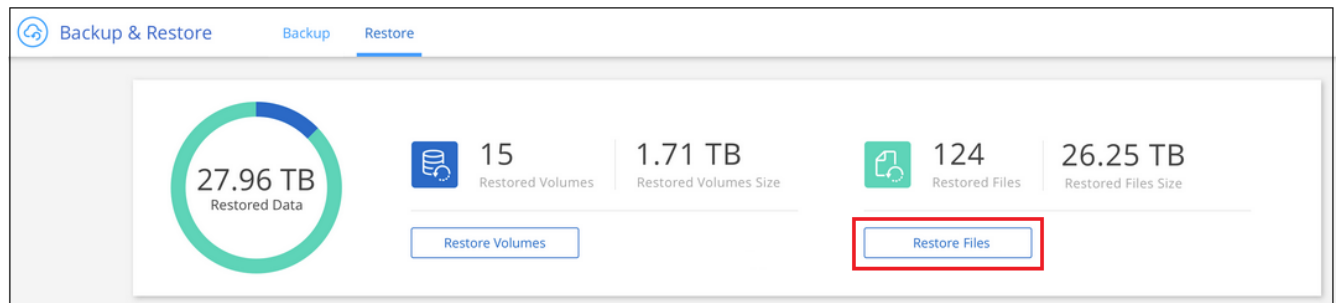 Backup & Restore Backup Restore
27.96 TB
Restored Data
15
Restored Volumes
1.71 TB
Restored Volumes Size
Restore Volumes
124
Restored Files
26.25 TB
Restored Files Size
Restore Files